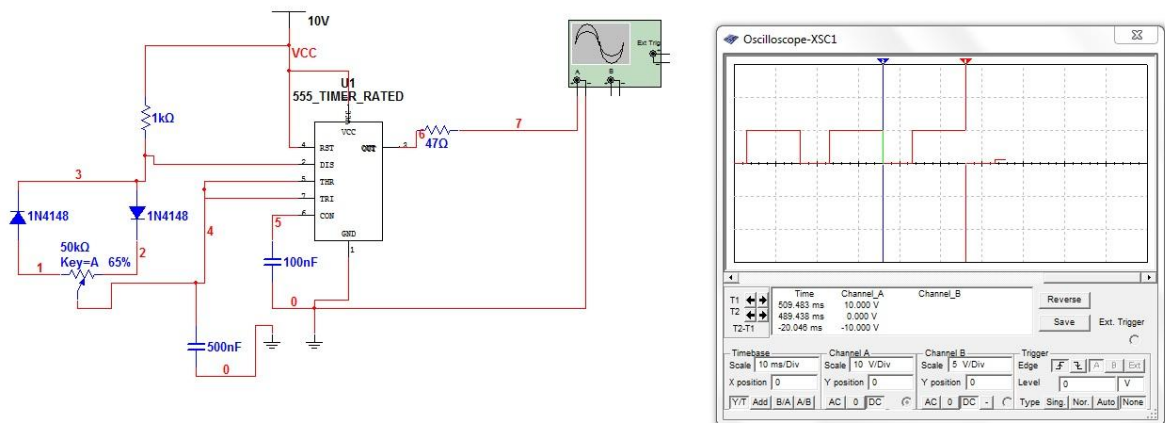 10V
VCC
U1
555_TIMER_RATED
1kΩ
VCC
4 RST OUT 3
2 DIS
5 THR
7 TRI
6 CON
GND
1
6
47Ω
7
3
1N4148
1N4148
4
5
50kΩ
Key=A 65%
1
2
100nF
0
500nF
0
Ext Trig
A
B
Oscilloscope-XSC1
Time Channel_A Channel_B
T1 509.483 ms 10.000 V
T2 489.438 ms 0.000 V
T2-T1 -20.046 ms -10.000 V
Reverse
Save
Ext. Trigger
Timebase Channel A Channel B Trigger
Scale 10 ms/Div Scale 10 V/Div Scale 5 V/Div Edge A B Ext
X position 0 Y position 0 Y position 0 Level 0 V
Y/T Add B/A A/B AC 0 DC AC 0 DC - Type Sing. Nor. Auto None